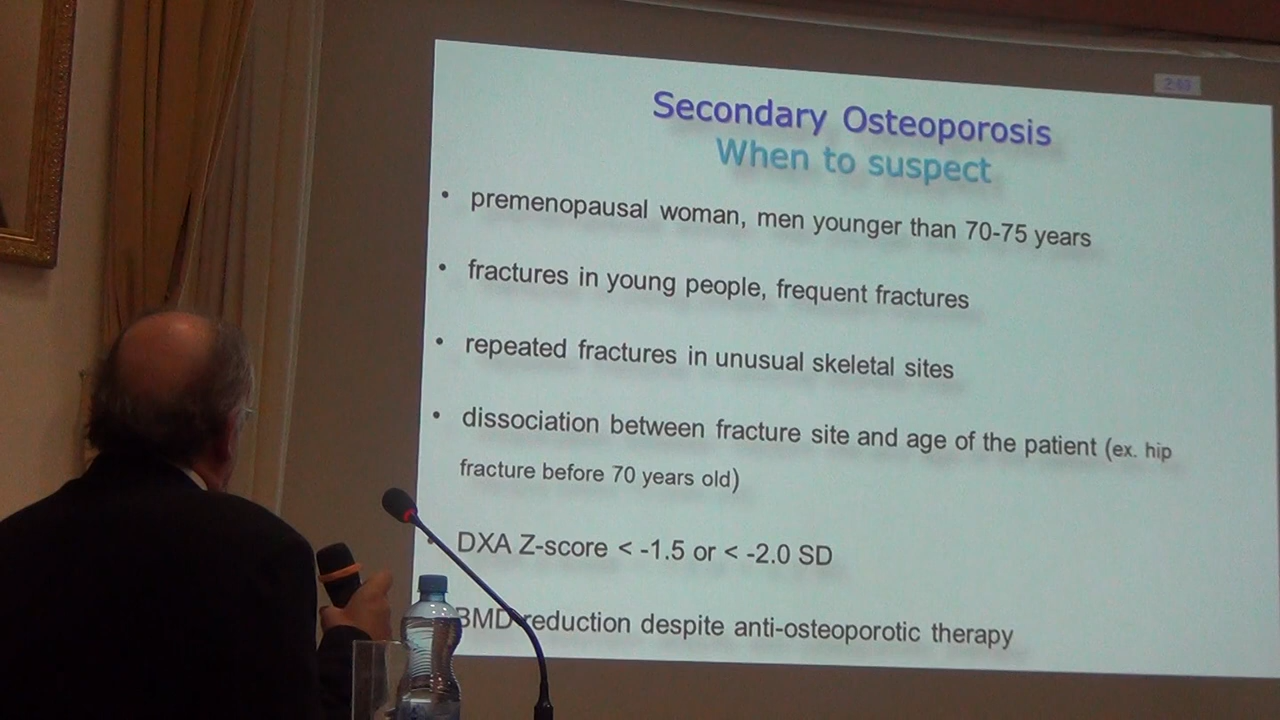 Secondary Osteoporosis
When to suspect
• premenopausal woman, men younger than 70-75 years
• fractures in young people, frequent fractures
• repeated fractures in unusual skeletal sites
• dissociation between fracture site and age of the patient (ex. hip
fracture before 70 years old)
• DXA Z-score < -1.5 or < -2.0 SD
BMD reduction despite anti-osteoporotic therapy